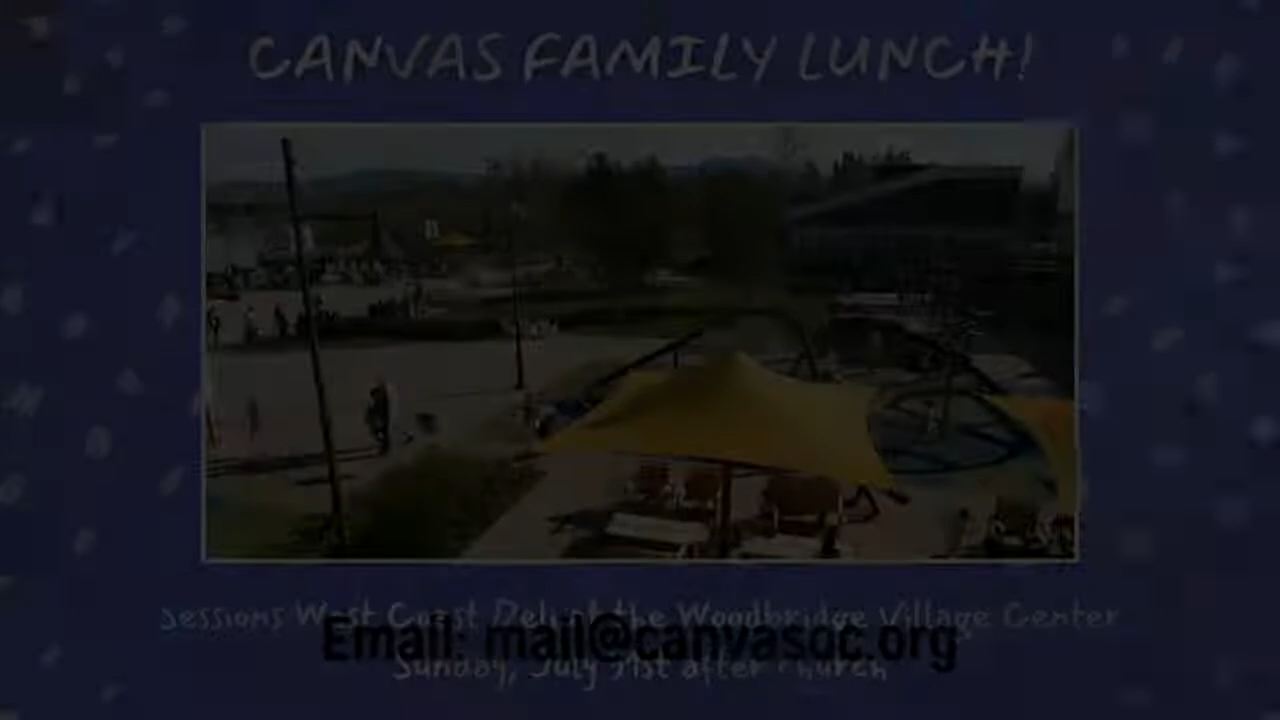 CANVAS FAMILY LUNCH!
Sessions West Coast Deli at the Woodbridge Village Center
Email: mail@canvasoc.org
Sunday, July 31st after church